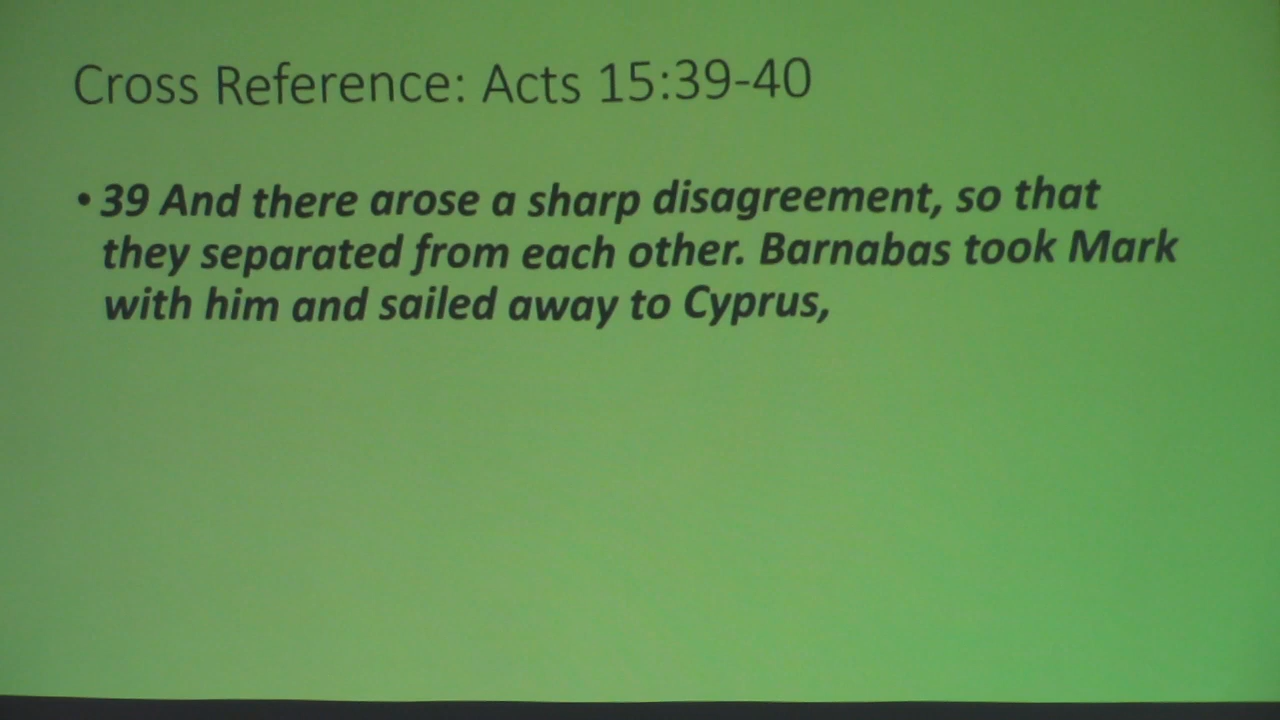 Cross Reference: Acts 15:39-40
• 39 And there arose a sharp disagreement, so that
they separated from each other. Barnabas took Mark
with him and sailed away to Cyprus,